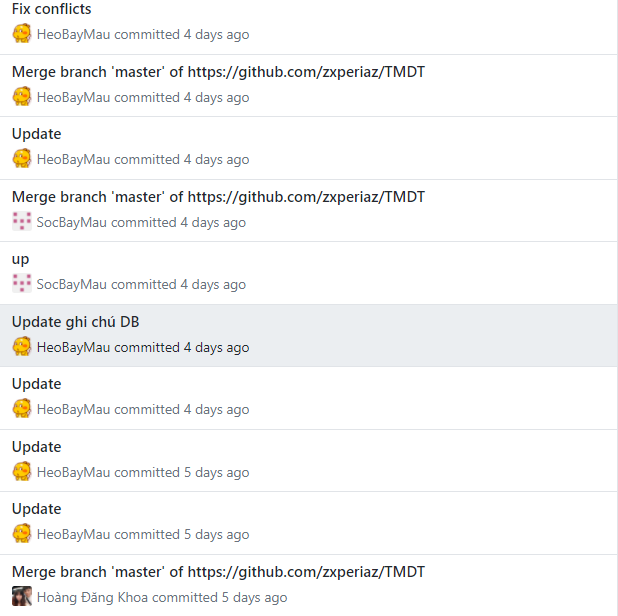 Fix conflicts
HeoBayMau committed 4 days ago
Merge branch 'master' of https://github.com/zxperiaz/TMDT
HeoBayMau committed 4 days ago
Update
HeoBayMau committed 4 days ago
Merge branch 'master' of https://github.com/zxperiaz/TMDT
SocBayMau committed 4 days ago
up
SocBayMau committed 4 days ago
Update ghi chú DB
HeoBayMau committed 4 days ago
Update
HeoBayMau committed 4 days ago
Update
HeoBayMau committed 5 days ago
Update
HeoBayMau committed 5 days ago
Merge branch 'master' of https://github.com/zxperiaz/TMDT
Hoàng Đăng Khoa committed 5 days ago